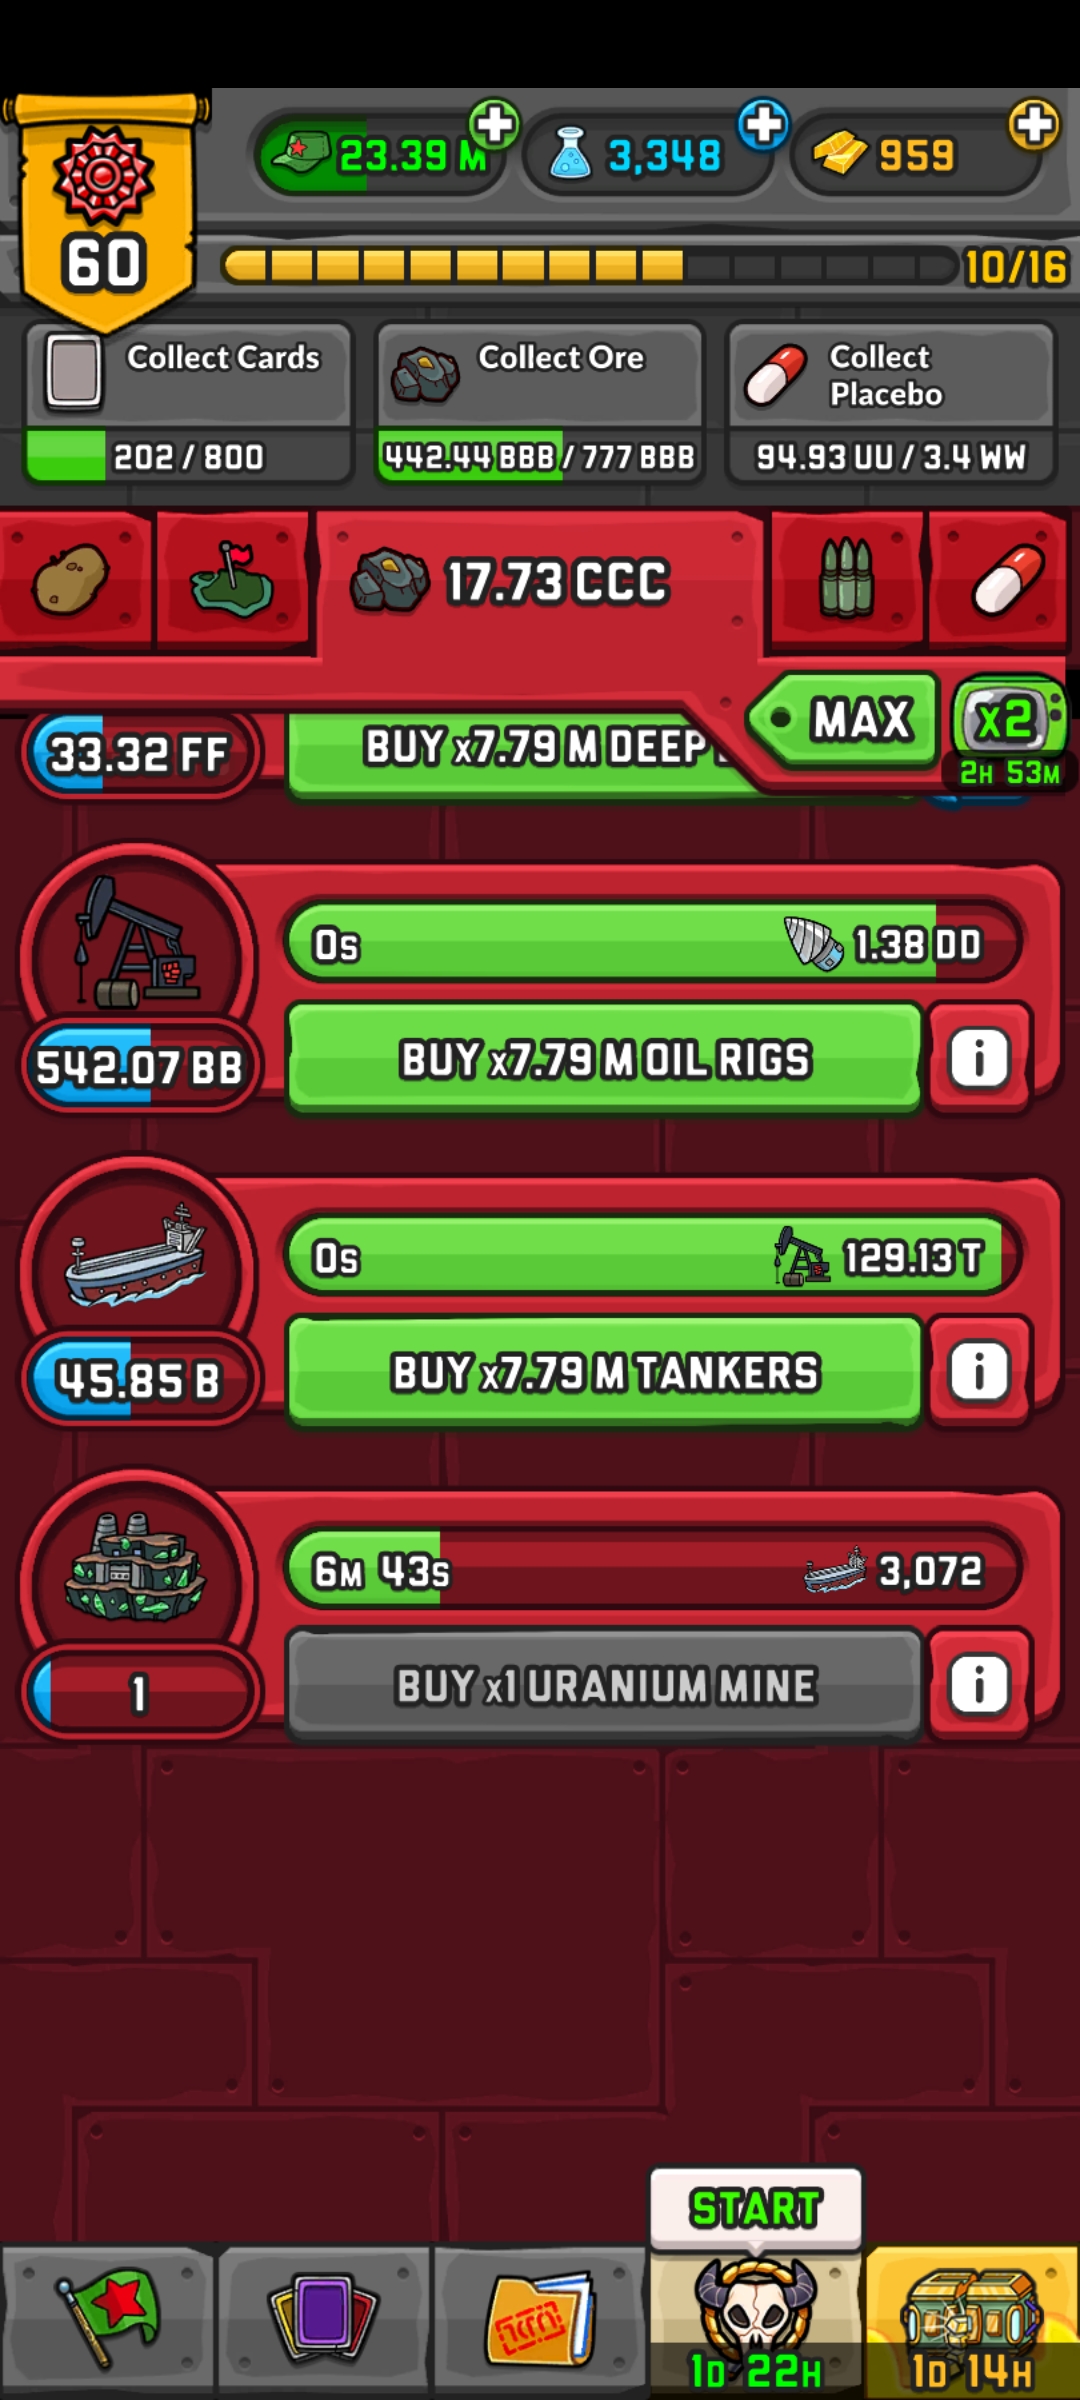 23.39 M
3,348
959
60
10/16
Collect Cards
Collect Ore
Collect
Placebo
202 / 800
442.44 BBB / 777 BBB
94.93 UU / 3.4 WW
17.73 CCC
MAX
x2
2H 53M
33.32 FF
BUY x7.79 M DEEP
0s
1.38 DD
542.07 BB
BUY x7.79 M OIL RIGS
i
0s
129.13 T
45.85 B
BUY x7.79 M TANKERS
i
6M 43s
3,072
1
BUY x1 URANIUM MINE
i
START
1D 22H
1D 14H